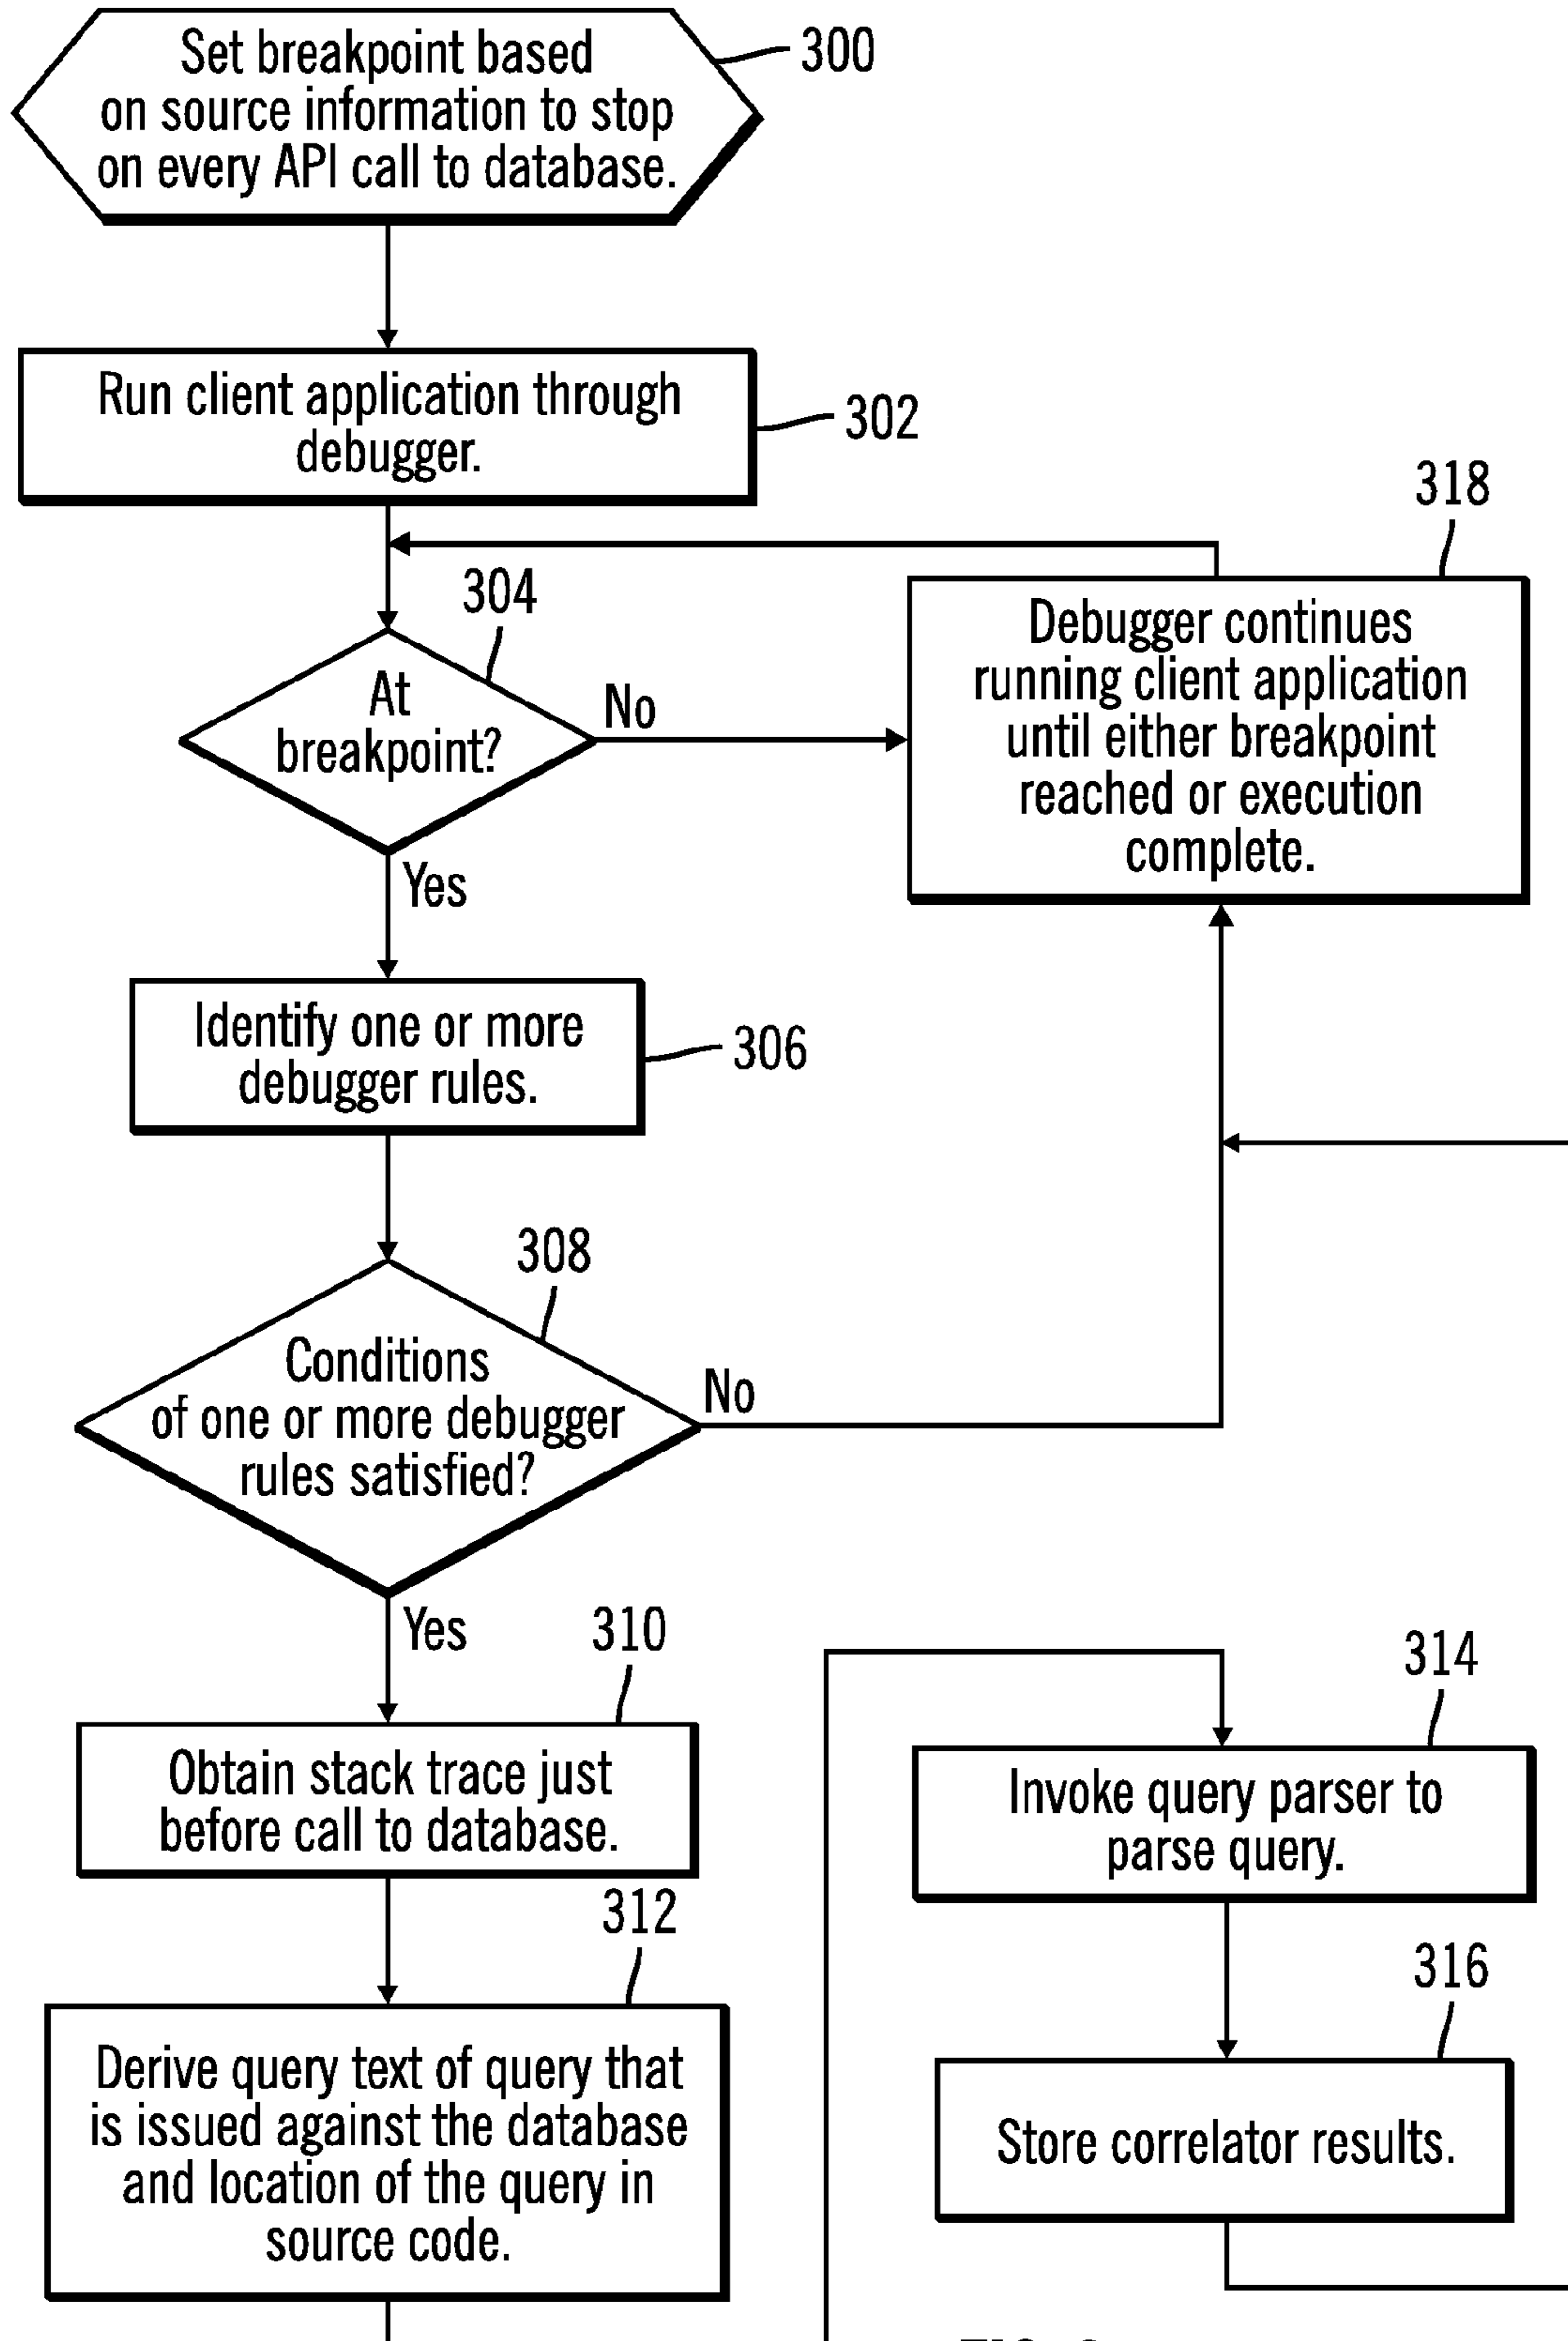 Set breakpoint based
on source information to stop
on every API call to database.
300
Run client application through
debugger.
302
304
At
breakpoint?
No
Yes
318
Debugger continues
running client application
until either breakpoint
reached or execution
complete.
Identify one or more
debugger rules.
306
308
Conditions
of one or more debugger
rules satisfied?
No
Yes
310
Obtain stack trace just
before call to database.
312
Derive query text of query that
is issued against the database
and location of the query in
source code.
314
Invoke query parser to
parse query.
316
Store correlator results.